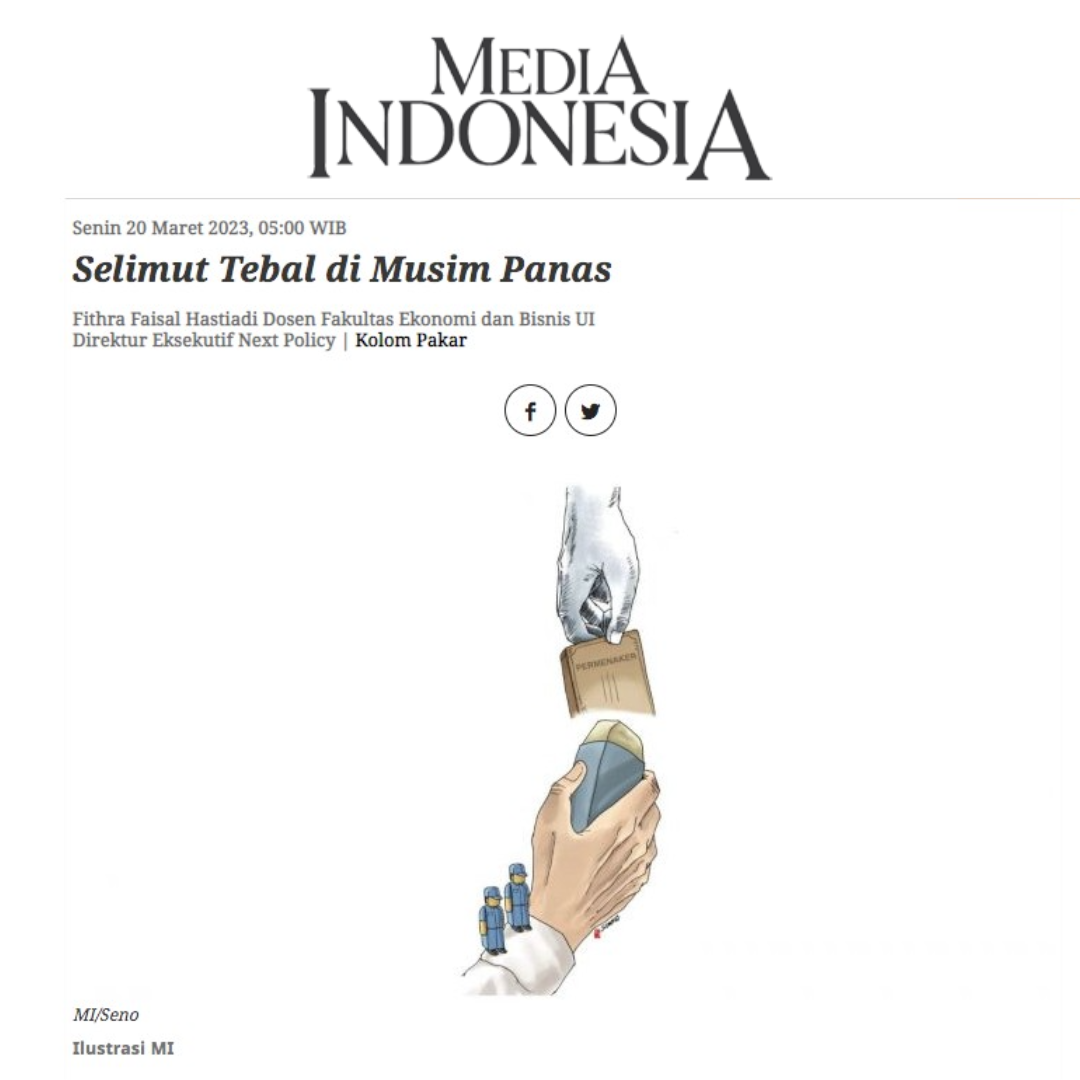 MEDIA
INDONESIA
Senin 20 Maret 2023, 05:00 WIB
Selimut Tebal di Musim Panas
Fithra Faisal Hastiadi Dosen Fakultas Ekonomi dan Bisnis UI
Direktur Eksekutif Next Policy | Kolom Pakar
PERMENAKER
MI/Seno
Ilustrasi MI